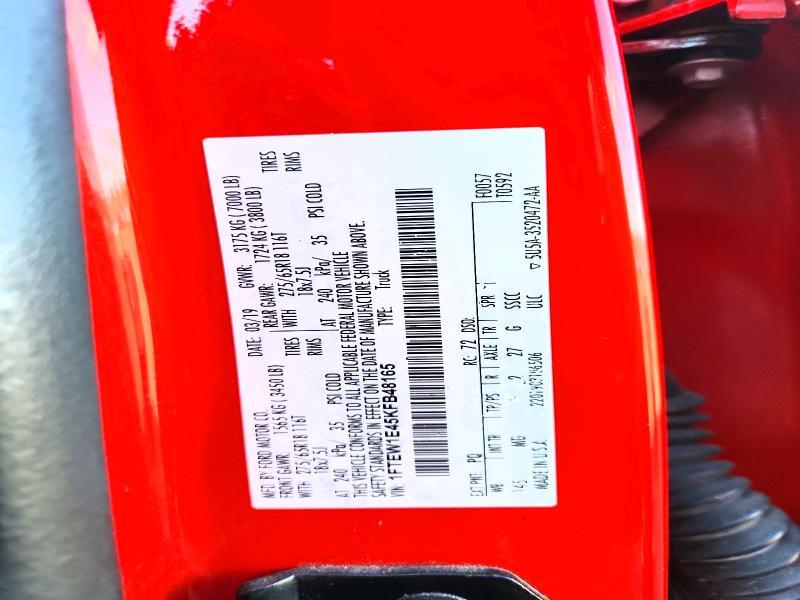 MFD. BY FORD MOTOR CO.
DATE: 03/19 GVWR: 3175 KG ( 7000 LB)
FRONT GAWR: 1565 KG ( 3450 LB) REAR GAWR: 1724 KG ( 3800 LB)
WITH 275/65R18 116T TIRES WITH 275/65R18 116T TIRES
18x7.5J RIMS 18x7.5J RIMS
AT 240 kPa/ 35 PSI COLD AT 240 kPa/ 35 PSI COLD
THIS VEHICLE CONFORMS TO ALL APPLICABLE FEDERAL MOTOR VEHICLE
SAFETY STANDARDS IN EFFECT ON THE DATE OF MANUFACTURE SHOWN ABOVE.
VIN: 1FTEW1E45KFB48165 TYPE: Truck
F0057
T0592
EXT PNT: PQ RC: 72 DSO:
WB INT TR TP/PS R AXLE TR SPR
145 MG 2 27 G SSCC
MADE IN U.S.A. ULC ▽ 5U5A-3520472-AA